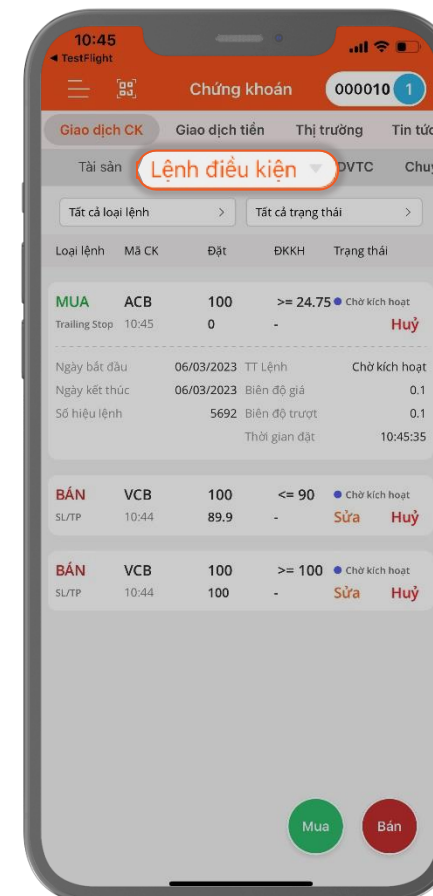 10:45
◄ TestFlight
Chứng khoán 000010 1
Giao dịch CK Giao dịch tiền Thị trường Tin tức
Tài sản Lệnh điều kiện DVTC Chuy
Tất cả loại lệnh > Tất cả trạng thái >
Loại lệnh Mã CK Đặt ĐKKH Trạng thái
MUA ACB 100 >= 24.75 Chờ kích hoạt
Trailing Stop 10:45 0 - Huỷ
Ngày bắt đầu 06/03/2023 TT Lệnh Chờ kích hoạt
Ngày kết thúc 06/03/2023 Biên độ giá 0.1
Số hiệu lệnh 5692 Biên độ trượt 0.1
Thời gian đặt 10:45:35
BÁN VCB 100 <= 90 Chờ kích hoạt
SL/TP 10:44 89.9 - Sửa Huỷ
BÁN VCB 100 >= 100 Chờ kích hoạt
SL/TP 10:44 100 - Sửa Huỷ
Mua Bán